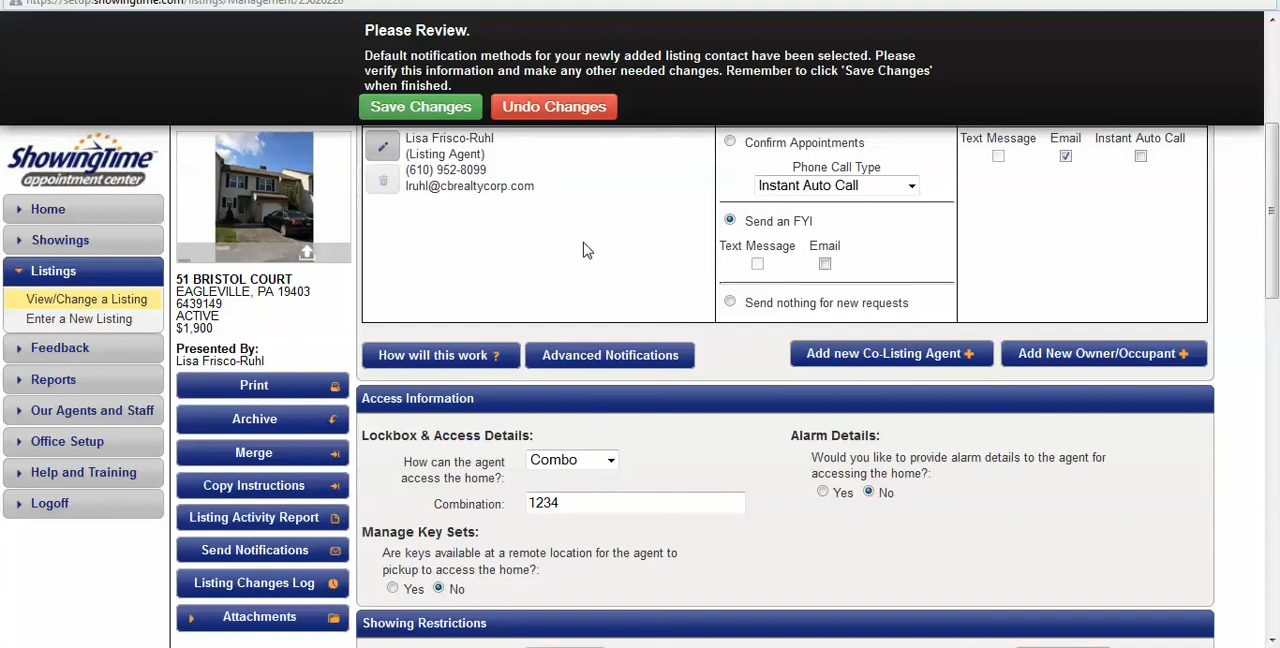 https://setup.showingtime.com/listings/Management/25020228
Please Review.
Default notification methods for your newly added listing contact have been selected. Please
verify this information and make any other needed changes. Remember to click 'Save Changes'
when finished.
Save Changes
Undo Changes
ShowingTime
appointment center
Home
Showings
Listings
View/Change a Listing
Enter a New Listing
Feedback
Reports
Our Agents and Staff
Office Setup
Help and Training
Logoff
51 BRISTOL COURT
EAGLEVILLE, PA 19403
6439149
ACTIVE
$1,900
Presented By:
Lisa Frisco-Ruhl
Print
Archive
Merge
Copy Instructions
Listing Activity Report
Send Notifications
Listing Changes Log
Attachments
Lisa Frisco-Ruhl
(Listing Agent)
(610) 952-8099
lruhl@cbrealtycorp.com
Confirm Appointments
Phone Call Type
Instant Auto Call
Send an FYI
Text Message Email
Send nothing for new requests
Text Message Email Instant Auto Call
How will this work ?
Advanced Notifications
Add new Co-Listing Agent +
Add New Owner/Occupant +
Access Information
Lockbox & Access Details:
How can the agent
access the home?:
Combo
Combination:
1234
Manage Key Sets:
Are keys available at a remote location for the agent to
pickup to access the home?:
Yes No
Alarm Details:
Would you like to provide alarm details to the agent for
accessing the home?:
Yes No
Showing Restrictions